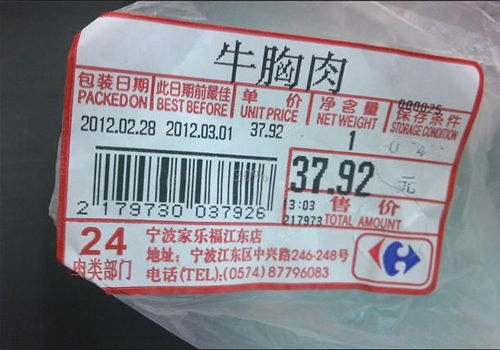 牛胸肉
包装日期 此日期前最佳 单 价 净含量 000025 保存条件
PACKED ON BEST BEFORE UNIT PRICE NET WEIGHT STORAGE CONDITION
2012.02.28 2012.03.01 37.92 1
37.92 元
13:03 售 价
217973 TOTAL AMOUNT
2 179730 037926
24 宁波家乐福江东店
肉类部门 地址：宁波江东区中兴路246-248号
电话(TEL):(0574)87796083